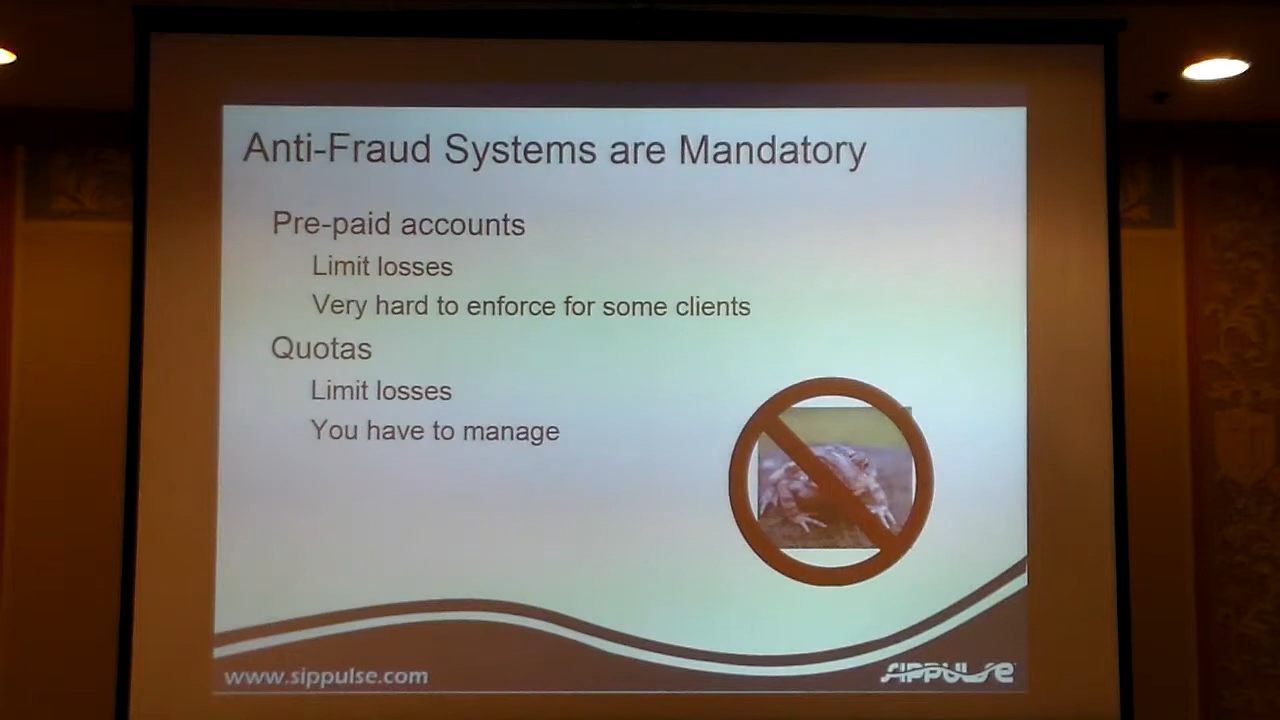 Anti-Fraud Systems are Mandatory
Pre-paid accounts
Limit losses
Very hard to enforce for some clients
Quotas
Limit losses
You have to manage
www.sippulse.com
SIPPULSE